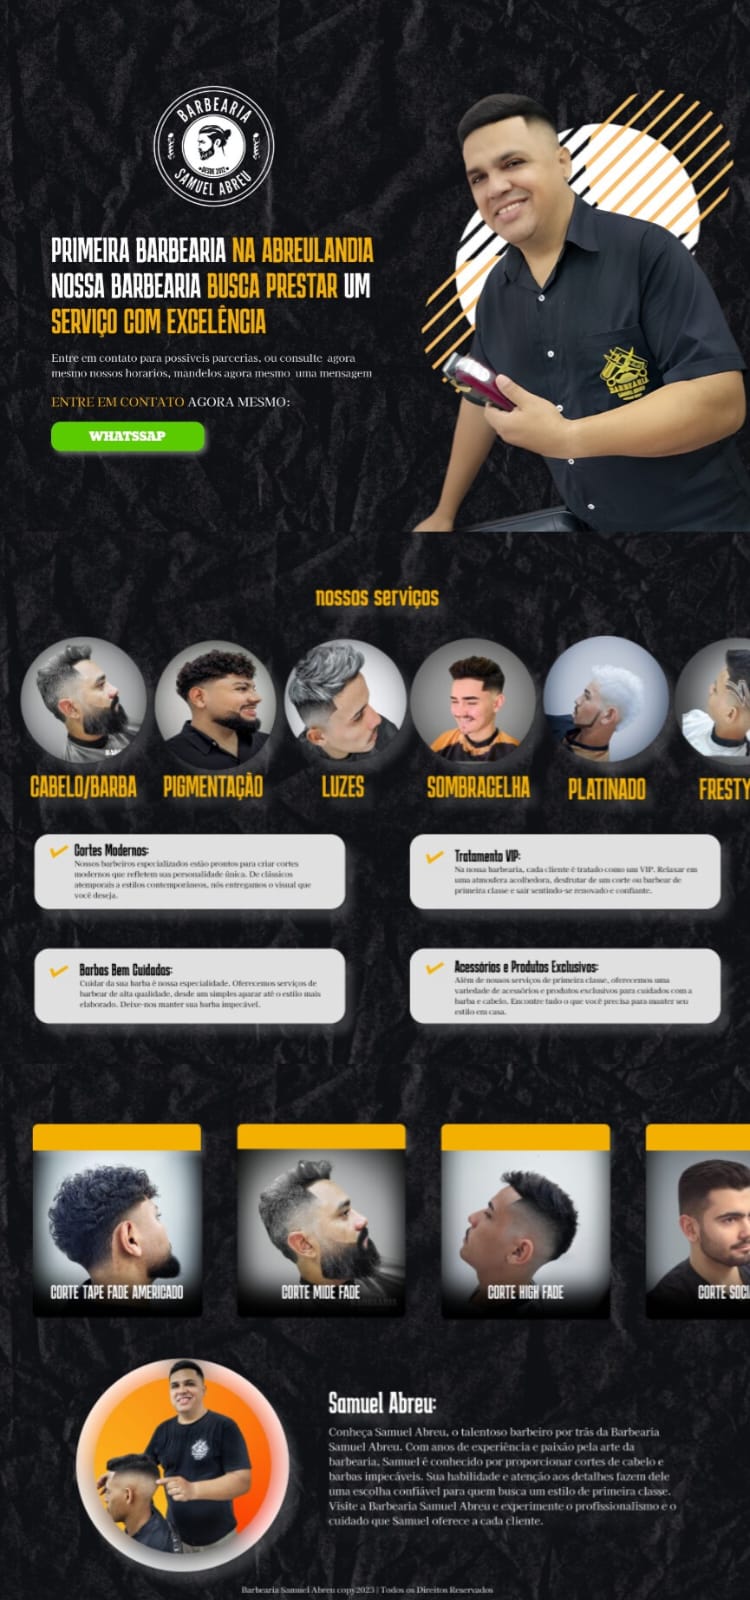 BARBEARIA
DESDE 2012
SAMUEL ABREU
PRIMEIRA BARBEARIA NA ABREULANDIA
NOSSA BARBEARIA BUSCA PRESTAR UM
SERVIÇO COM EXCELÊNCIA
Entre em contato para possiveis parcerias, ou consulte agora
mesmo nossos horarios, mandelos agora mesmo uma mensagem
ENTRE EM CONTATO AGORA MESMO:
WHATSSAP
BARBEARIA
nossos serviços
CABELO/BARBA
PIGMENTAÇÃO
LUZES
SOMBRACELHA
PLATINADO
FRESTY
Cortes Modernos:
Nossos barbeiros especializados estão prontos para criar cortes
modernos que refletem sua personalidade única. De clássicos
atemporais a estilos contemporâneos, nós entregamos o visual que
você deseja.
Tratamento VIP:
Na nossa barbearia, cada cliente é tratado como um VIP. Relaxar em
uma atmosfera acolhedora, desfrutar de um corte ou barbear de
primeira classe e sair sentindo-se renovado e confiante.
Barbas Bem Cuidadas:
Cuidar da sua barba é nossa especialidade. Oferecemos serviços de
barbear de alta qualidade, desde um simples aparar até o estilo mais
elaborado. Deixe-nos manter sua barba impecável.
Acessórios e Produtos Exclusivos:
Além de nossos serviços de primeira classe, oferecemos uma
variedade de acessórios e produtos exclusivos para cuidados com a
barba e cabelo. Encontre tudo o que você precisa para manter seu
estilo em casa.
CORTE TAPE FADE AMERICADO
CORTE MIDE FADE
CORTE HIGH FADE
CORTE SOCI
Samuel Abreu:
Conheça Samuel Abreu, o talentoso barbeiro por trás da Barbearia
Samuel Abreu. Com anos de experiência e paixão pela arte da
barbearia, Samuel é conhecido por proporcionar cortes de cabelo e
barbas impecáveis. Sua habilidade e atenção aos detalhes fazem dele
uma escolha confiável para quem busca um estilo de primeira classe.
Visite a Barbearia Samuel Abreu e experimente o profissionalismo e o
cuidado que Samuel oferece a cada cliente.
Barbearia Samuel Abreu copy2023 | Todos os Direitos Reservados